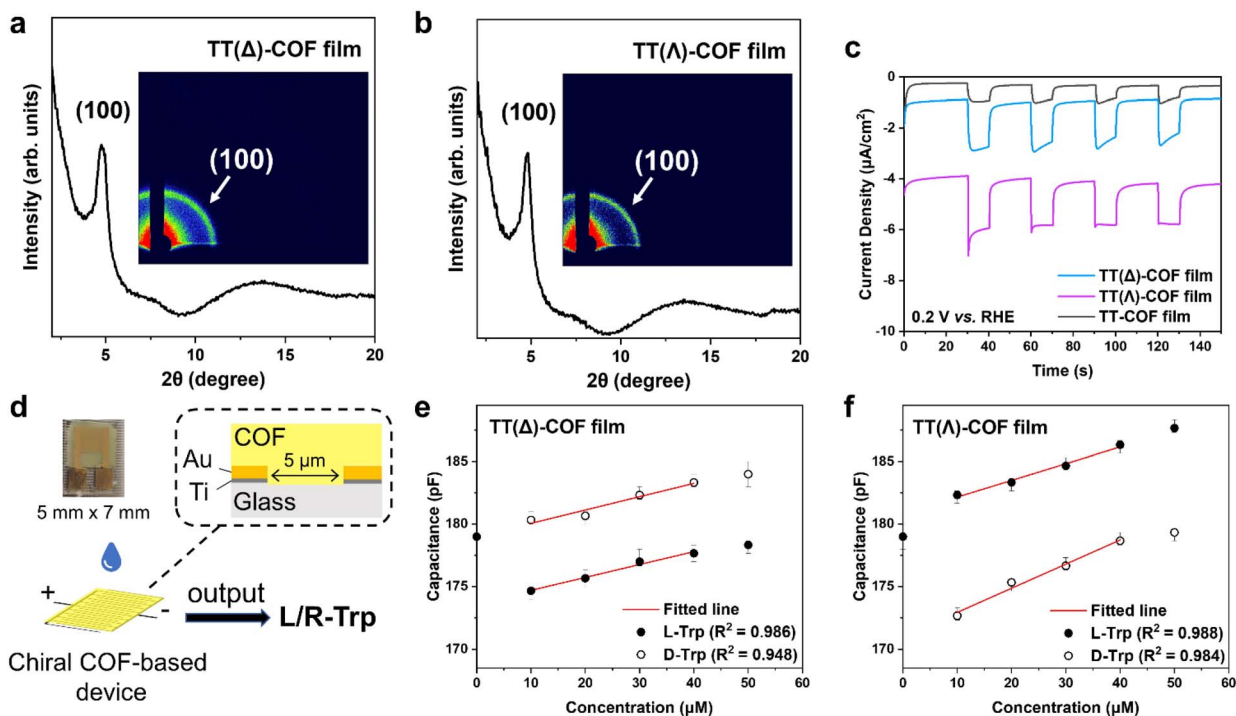 a
TT(Δ)-COF film
(100)
(100)
Intensity (arb. units)
5 10 15 20
2θ (degree)
b
TT(Λ)-COF film
(100)
(100)
Intensity (arb. units)
5 10 15 20
2θ (degree)
c
0
-2
-4
-6
-8
-10
Current Density (µA/cm²)
TT(Δ)-COF film
TT(Λ)-COF film
TT-COF film
0.2 V vs. RHE
0 20 40 60 80 100 120 140
Time (s)
d
5 mm x 7 mm
COF
Au
5 µm
Ti
Glass
+
-
output
L/R-Trp
Chiral COF-based
device
e
TT(Δ)-COF film
185
180
175
170
Capacitance (pF)
Fitted line
L-Trp (R² = 0.986)
D-Trp (R² = 0.948)
0 10 20 30 40 50 60
Concentration (µM)
f
TT(Λ)-COF film
185
180
175
170
Capacitance (pF)
Fitted line
L-Trp (R² = 0.988)
D-Trp (R² = 0.984)
0 10 20 30 40 50 60
Concentration (µM)